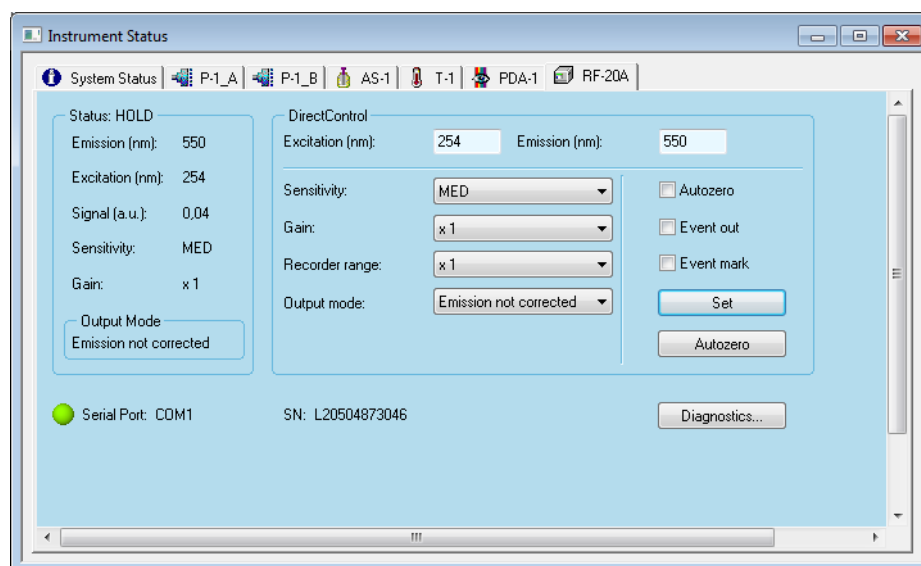 Instrument Status
System Status P-1_A P-1_B AS-1 T-1 PDA-1 RF-20A
Status: HOLD
Emission (nm): 550
Excitation (nm): 254
Signal (a.u.): 0,04
Sensitivity: MED
Gain: x 1
Output Mode
Emission not corrected
DirectControl
Excitation (nm): 254 Emission (nm): 550
Sensitivity: MED
Gain: x 1
Recorder range: x 1
Output mode: Emission not corrected
Autozero
Event out
Event mark
Set
Autozero
Serial Port: COM1
SN: L20504873046
Diagnostics...